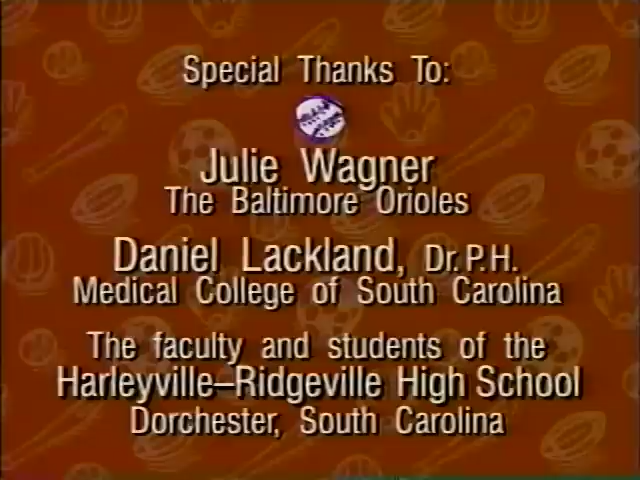 Special Thanks To:
Julie Wagner
The Baltimore Orioles
Daniel Lackland, Dr.P.H.
Medical College of South Carolina
The faculty and students of the
Harleyville–Ridgeville High School
Dorchester, South Carolina